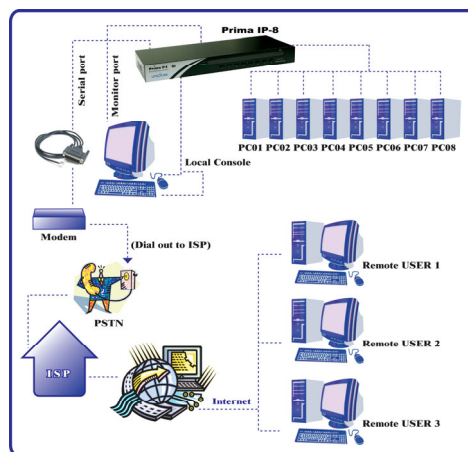 Prima IP-8
Serial port
Monitor port
PC01 PC02 PC03 PC04 PC05 PC06 PC07 PC08
Local Console
Modem
(Dial out to ISP)
Remote USER 1
PSTN
ISP
Remote USER 2
Internet
Remote USER 3